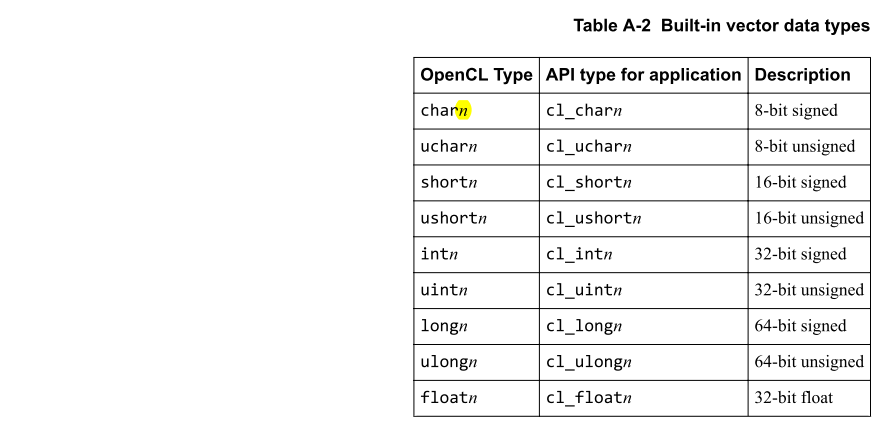 Table A-2 Built-in vector data types
OpenCL Type API type for application Description
charn cl_charn 8-bit signed
ucharn cl_ucharn 8-bit unsigned
shortn cl_shortn 16-bit signed
ushortn cl_ushortn 16-bit unsigned
intn cl_intn 32-bit signed
uintn cl_uintn 32-bit unsigned
longn cl_longn 64-bit signed
ulongn cl_ulongn 64-bit unsigned
floatn cl_floatn 32-bit float